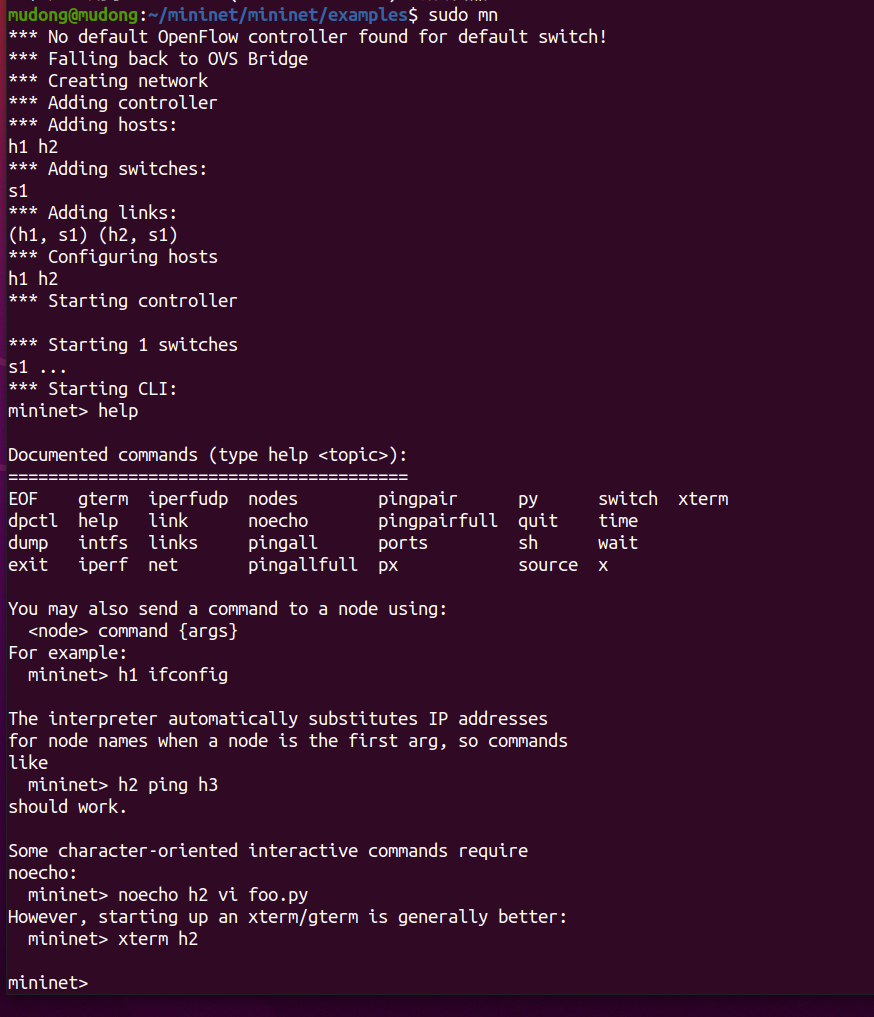 mudong@mudong:~/mininet/mininet/examples$ sudo mn
*** No default OpenFlow controller found for default switch!
*** Falling back to OVS Bridge
*** Creating network
*** Adding controller
*** Adding hosts:
h1 h2
*** Adding switches:
s1
*** Adding links:
(h1, s1) (h2, s1)
*** Configuring hosts
h1 h2
*** Starting controller

*** Starting 1 switches
s1 ...
*** Starting CLI:
mininet> help

Documented commands (type help <topic>):
========================================
EOF    gterm  iperfudp  nodes        pingpair      py      switch  xterm
dpctl  help   link      noecho       pingpairfull  quit    time
dump   intfs  links     pingall      ports         sh      wait
exit   iperf  net       pingallfull  px            source  x

You may also send a command to a node using:
  <node> command {args}
For example:
  mininet> h1 ifconfig

The interpreter automatically substitutes IP addresses
for node names when a node is the first arg, so commands
like
  mininet> h2 ping h3
should work.

Some character-oriented interactive commands require
noecho:
  mininet> noecho h2 vi foo.py
However, starting up an xterm/gterm is generally better:
  mininet> xterm h2

mininet>